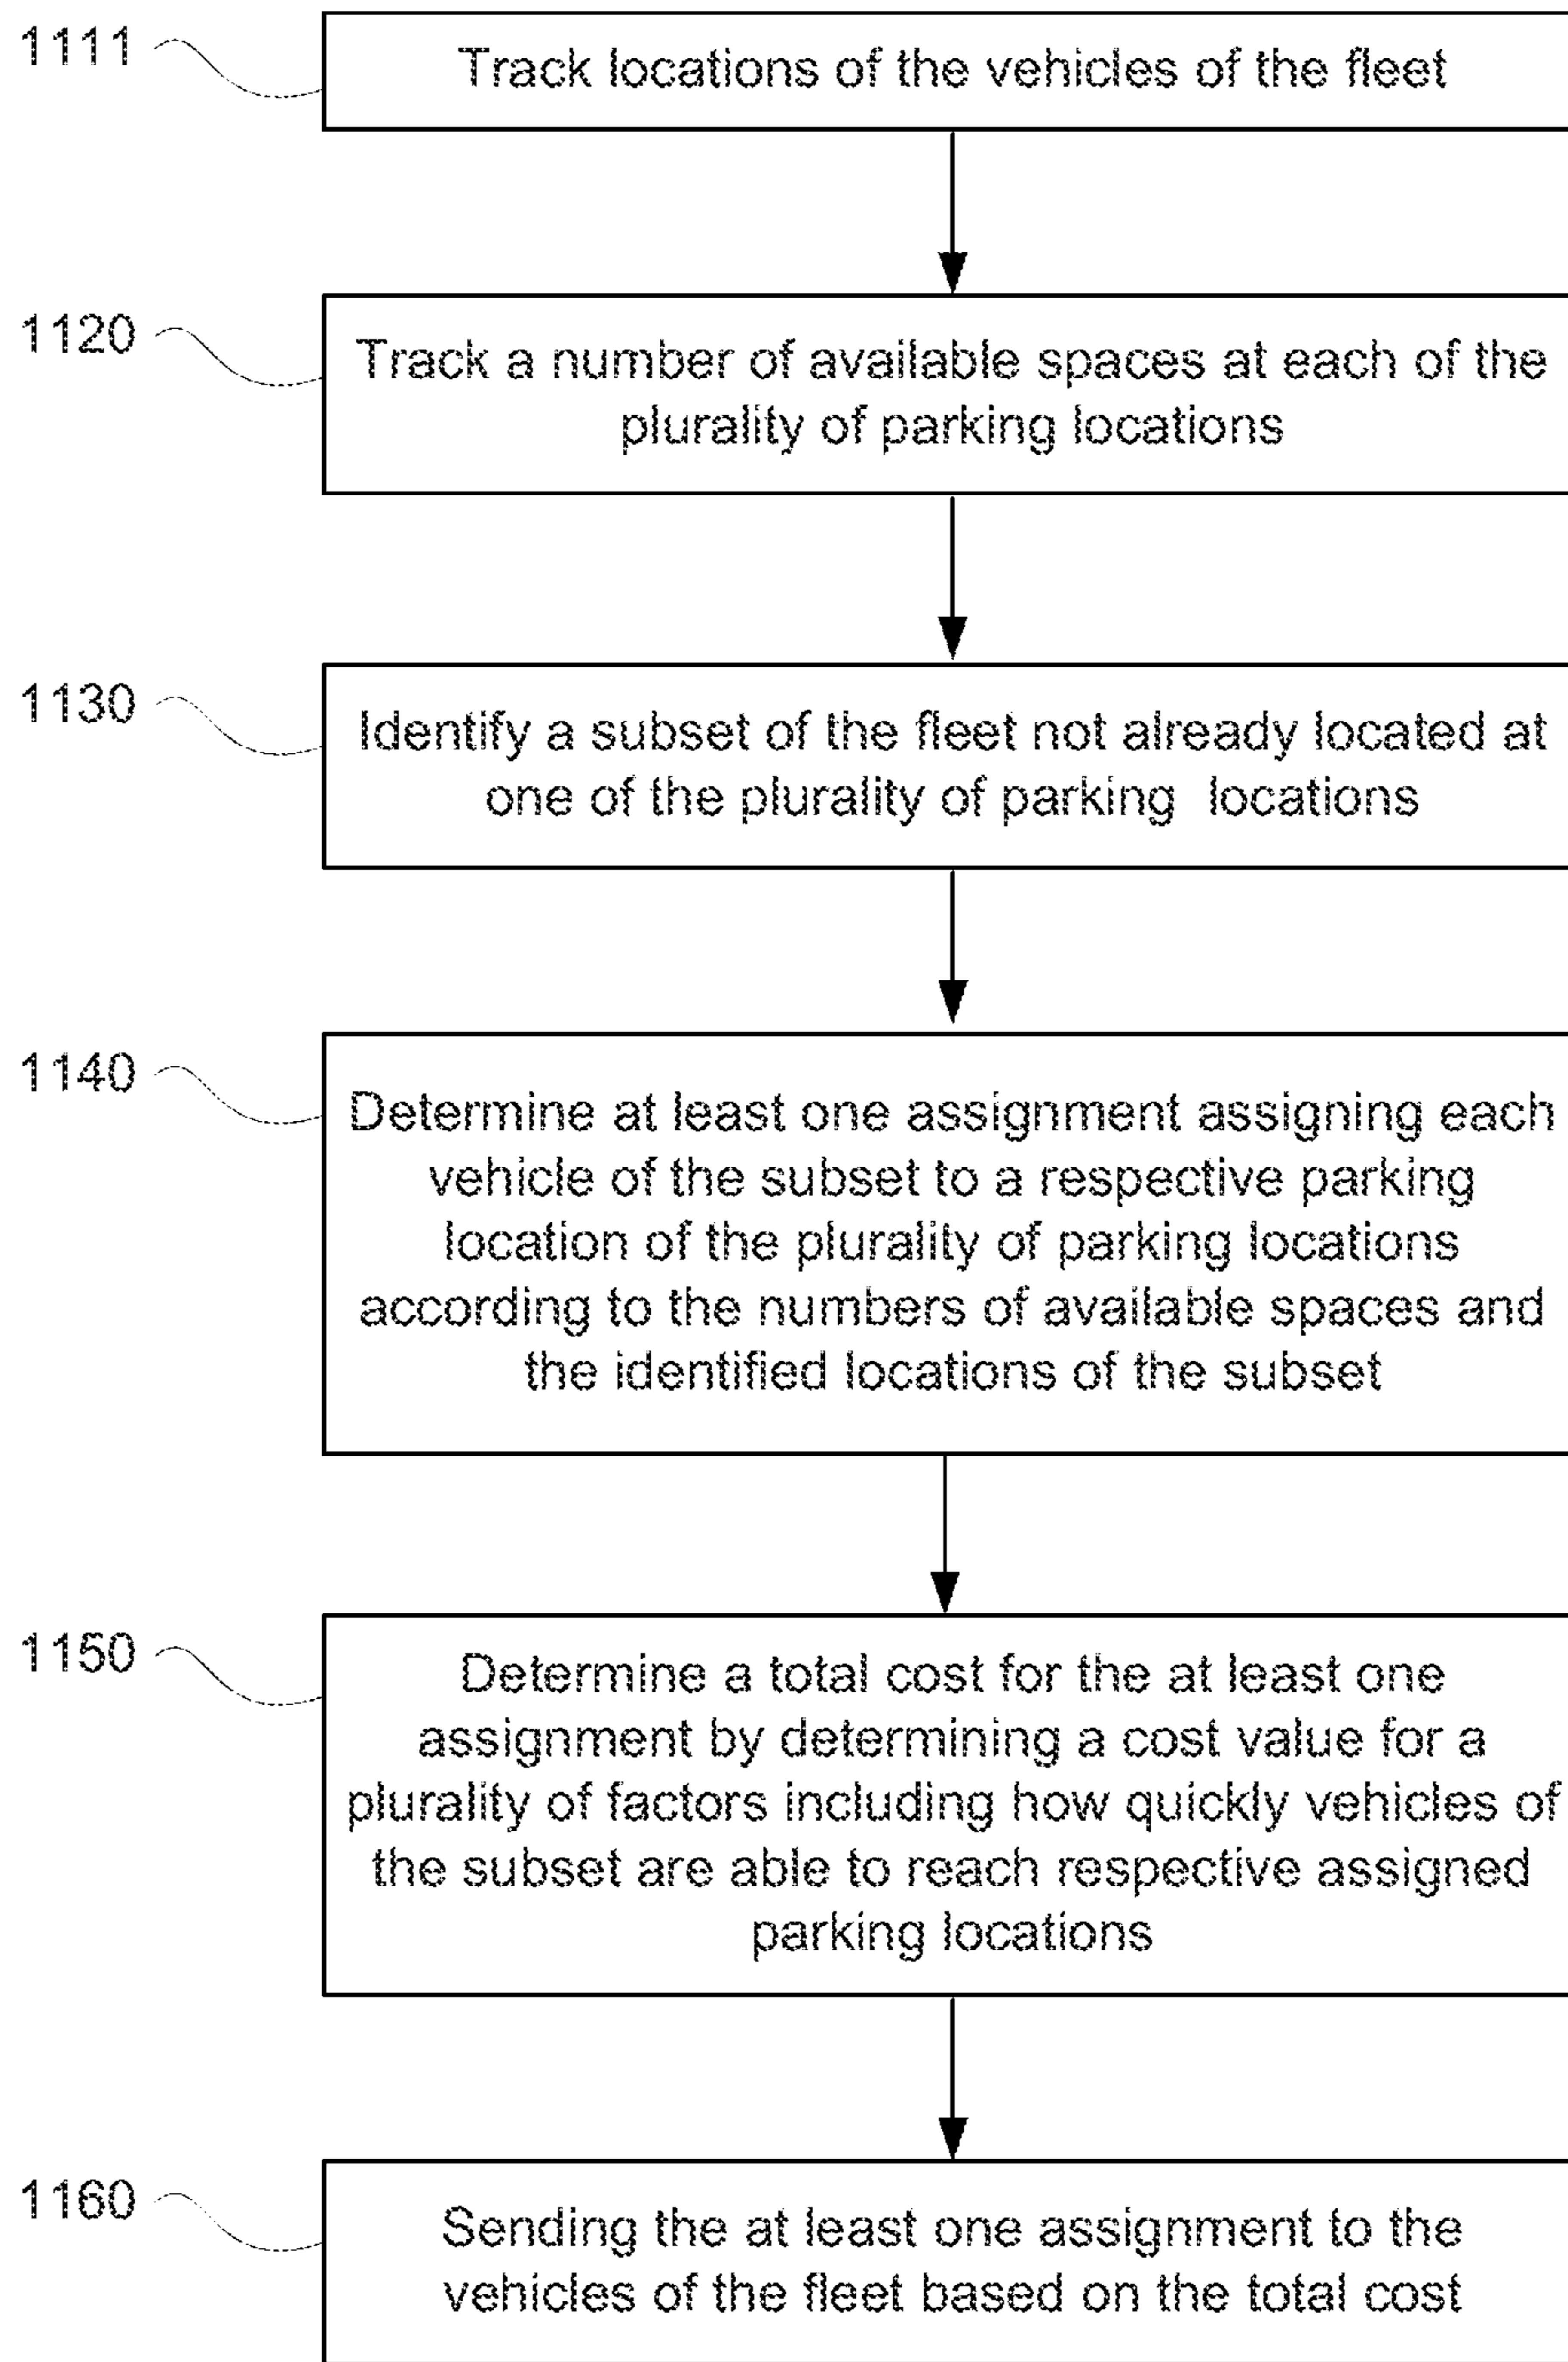 1111
Track locations of the vehicles of the fleet
1120
Track a number of available spaces at each of the
plurality of parking locations
1130
Identify a subset of the fleet not already located at
one of the plurality of parking locations
1140
Determine at least one assignment assigning each
vehicle of the subset to a respective parking
location of the plurality of parking locations
according to the numbers of available spaces and
the identified locations of the subset
1150
Determine a total cost for the at least one
assignment by determining a cost value for a
plurality of factors including how quickly vehicles of
the subset are able to reach respective assigned
parking locations
1160
Sending the at least one assignment to the
vehicles of the fleet based on the total cost